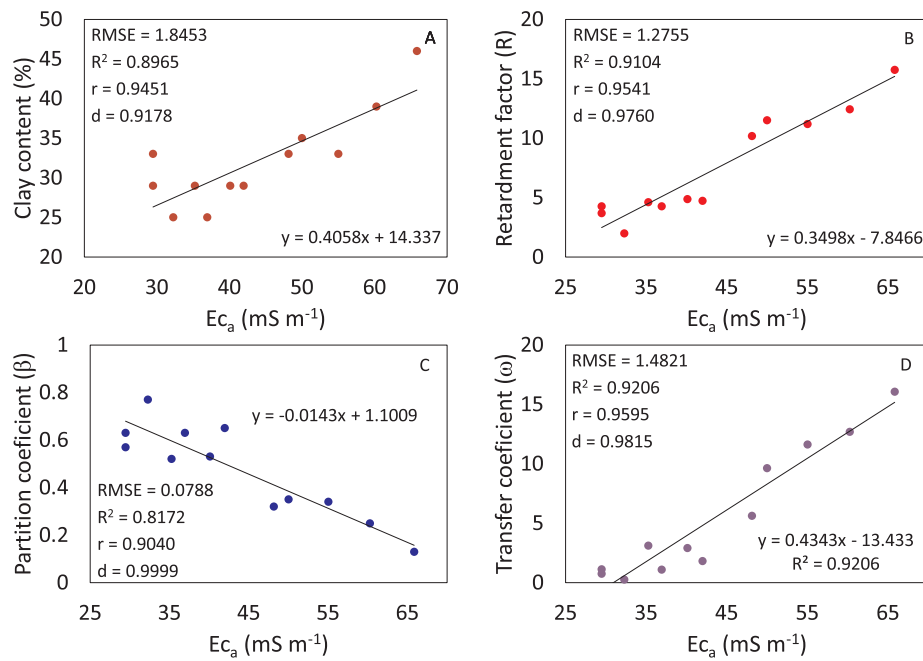 A
RMSE = 1.8453
R² = 0.8965
r = 0.9451
d = 0.9178
y = 0.4058x + 14.337
Clay content (%)
50
45
40
35
30
25
20
20 30 40 50 60 70
Ecₐ (mS m⁻¹)
B
RMSE = 1.2755
R² = 0.9104
r = 0.9541
d = 0.9760
y = 0.3498x - 7.8466
Retardment factor (R)
20
15
10
5
0
25 35 45 55 65
Ecₐ (mS m⁻¹)
C
y = -0.0143x + 1.1009
RMSE = 0.0788
R² = 0.8172
r = 0.9040
d = 0.9999
Partition coeficient (β)
1
0.8
0.6
0.4
0.2
0
25 35 45 55 65
Ecₐ (mS m⁻¹)
D
RMSE = 1.4821
R² = 0.9206
r = 0.9595
d = 0.9815
y = 0.4343x - 13.433
R² = 0.9206
Transfer coeficient (ω)
20
15
10
5
0
25 35 45 55 65
Ecₐ (mS m⁻¹)